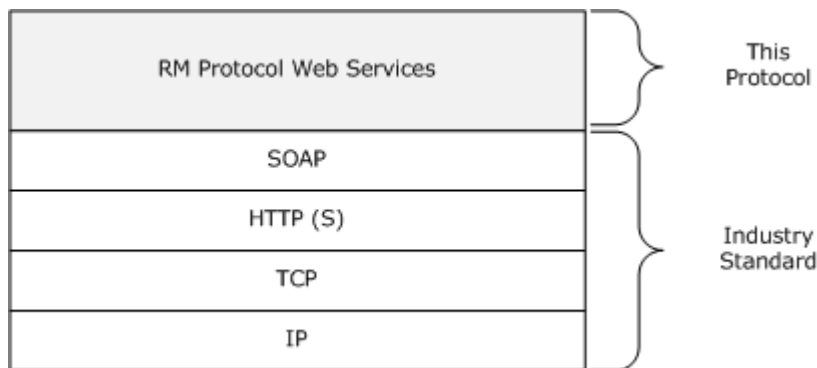 RM Protocol Web Services
This
Protocol
SOAP
HTTP (S)
TCP
IP
Industry
Standard